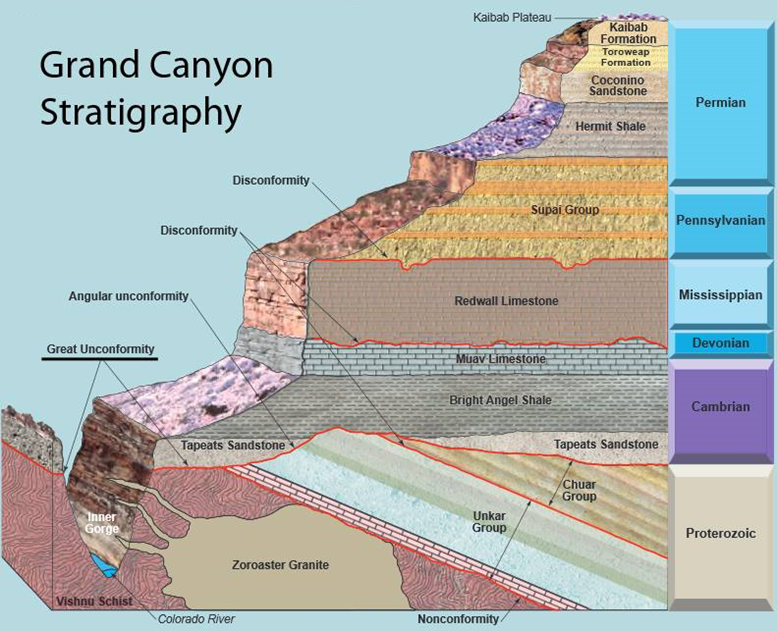 Kaibab Plateau
Grand Canyon
Stratigraphy
Kaibab
Formation
Toroweap
Formation
Coconino
Sandstone
Permian
Hermit Shale
Disconformity
Supai Group
Pennsylvanian
Disconformity
Angular unconformity
Redwall Limestone
Mississippian
Great Unconformity
Devonian
Muav Limestone
Bright Angel Shale
Cambrian
Tapeats Sandstone
Tapeats Sandstone
Chuar
Group
Inner
Gorge
Unkar
Group
Proterozoic
Zoroaster Granite
Vishnu Schist
Colorado River
Nonconformity